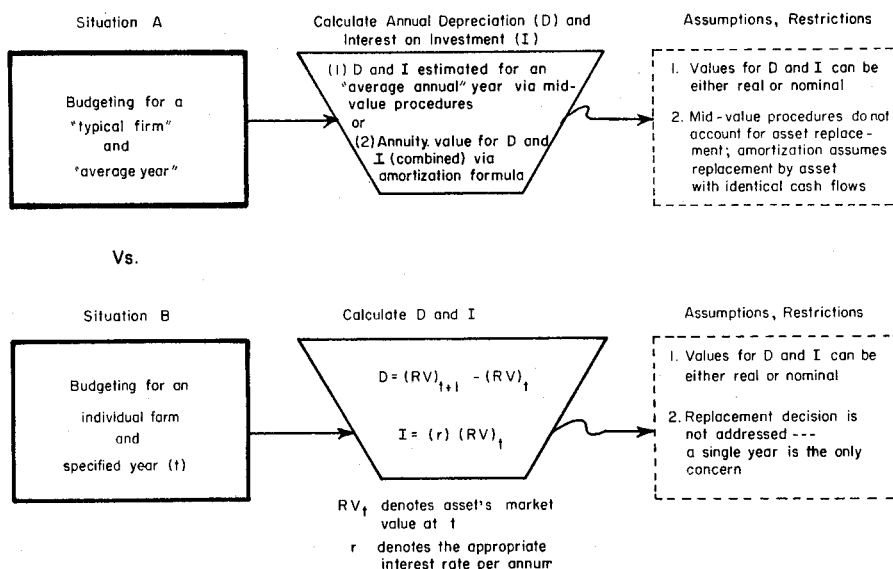 Situation A
Calculate Annual Depreciation (D) and
Interest on Investment (I)
Assumptions, Restrictions
Budgeting for a
"typical firm"
and
"average year"
(1) D and I estimated for an
"average annual" year via mid-
value procedures
or
(2) Annuity value for D and
I (combined) via
amortization formula
1. Values for D and I can be
either real or nominal
2. Mid-value procedures do not
account for asset replace-
ment; amortization assumes
replacement by asset
with identical cash flows
Vs.
Situation B
Calculate D and I
Assumptions, Restrictions
Budgeting for an
individual farm
and
specified year (t)
D = (RV)t+1 - (RV)t
I = (r) (RV)t
1. Values for D and I can be
either real or nominal
2. Replacement decision is
not addressed ---
a single year is the only
concern
RVt denotes asset's market
value at t
r denotes the appropriate
interest rate per annum